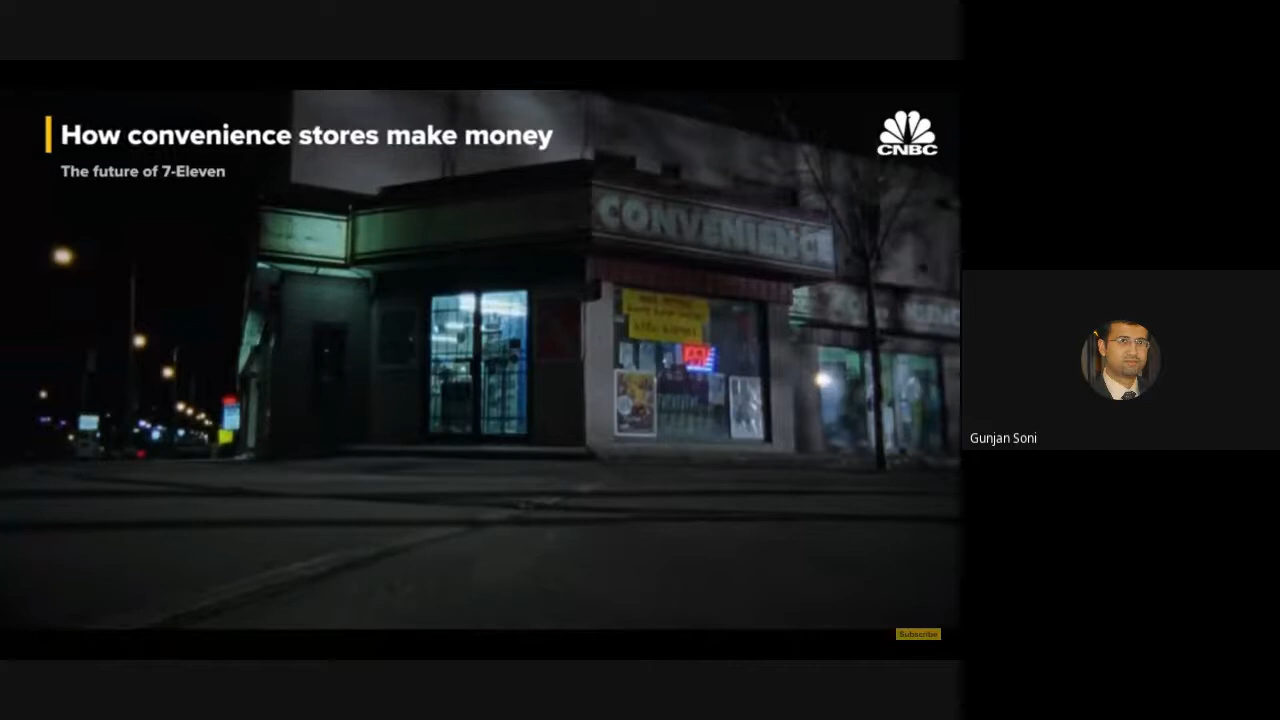 How convenience stores make money
The future of 7-Eleven
CNBC
CONVENIENCE
Gunjan Soni
Subscribe